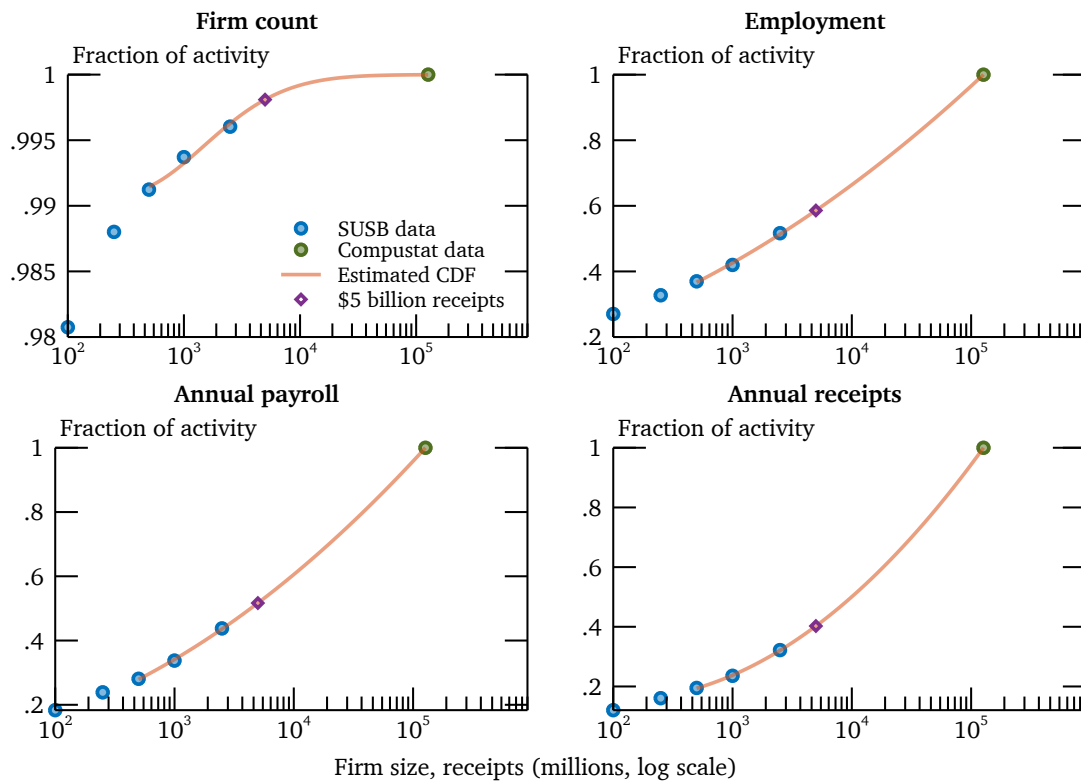 Firm count
Fraction of activity
1
.995
.99
.985
.98
10² 10³ 10⁴ 10⁵
SUSB data
Compustat data
Estimated CDF
$5 billion receipts
Employment
Fraction of activity
1
.8
.6
.4
.2
10² 10³ 10⁴ 10⁵
Annual payroll
Fraction of activity
1
.8
.6
.4
.2
10² 10³ 10⁴ 10⁵
Annual receipts
Fraction of activity
1
.8
.6
.4
.2
10² 10³ 10⁴ 10⁵
Firm size, receipts (millions, log scale)